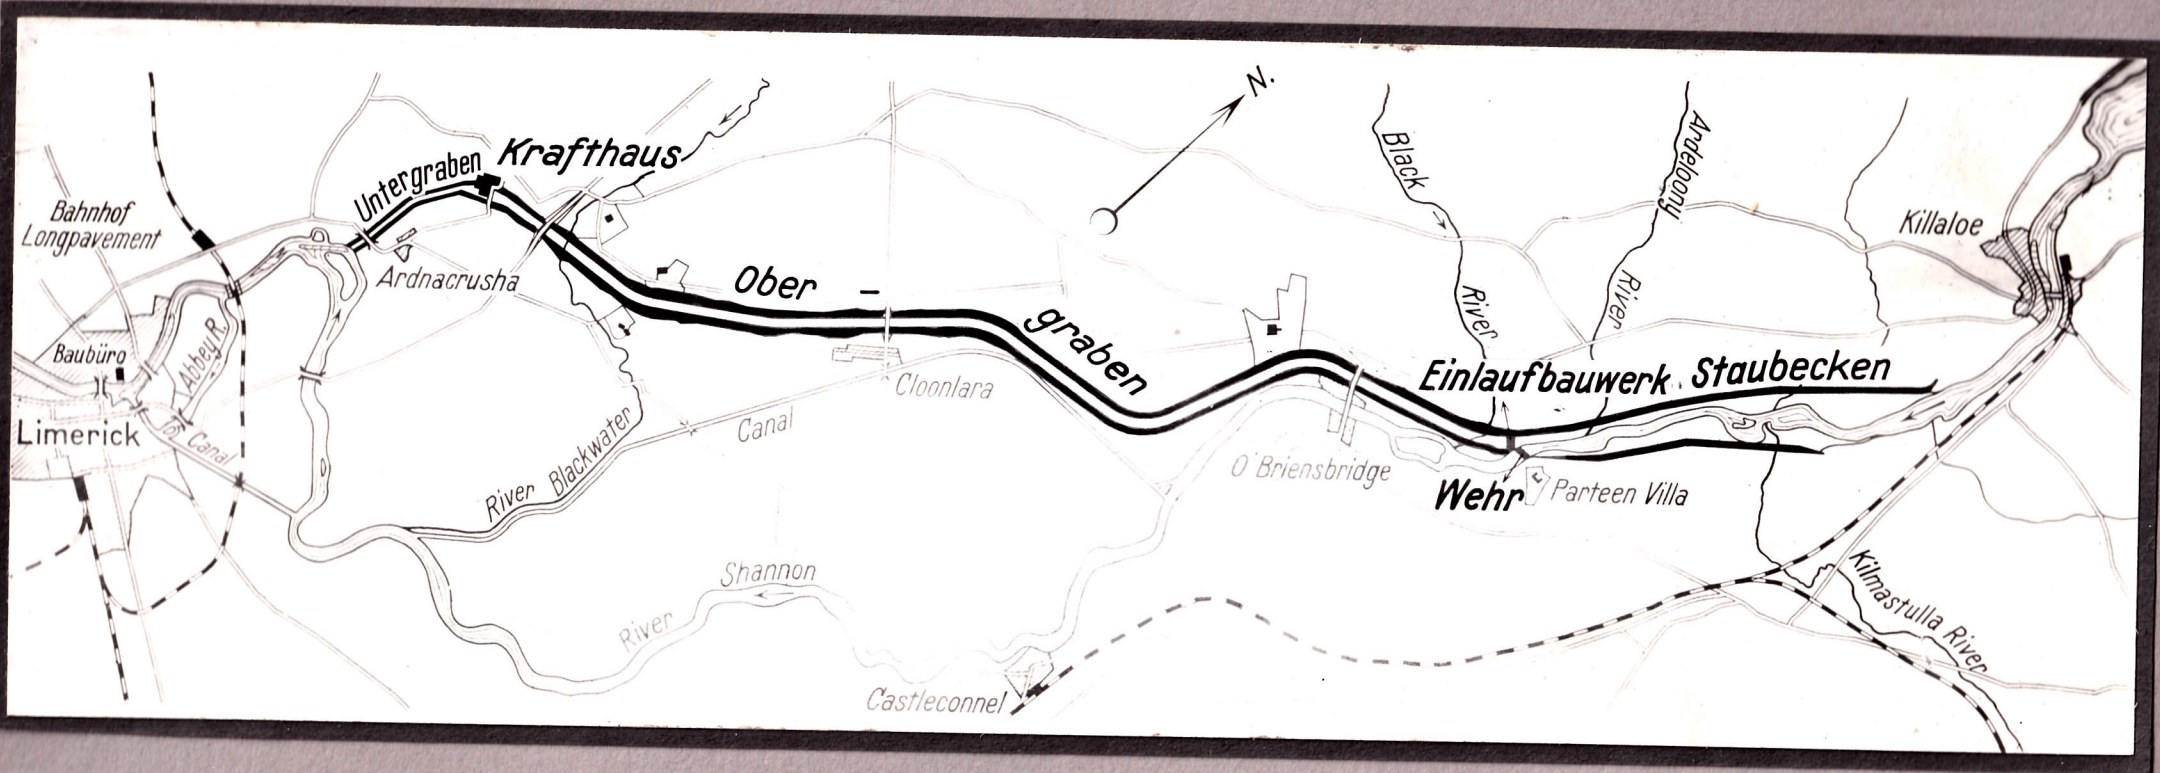 N.
Krafthaus
Untergraben
Bahnhof
Longpavement
Ardnacrusha
Ober –
graben
Black
River
Ardeloony
River
Killaloe
Baubüro
Abbey R.
Limerick
Canal
Cloonlara
Canal
River Blackwater
Einlaufbauwerk
Staubecken
O'Briensbridge
Wehr
Parteen Villa
River
Shannon
Castleconnel
Kilmastulla River